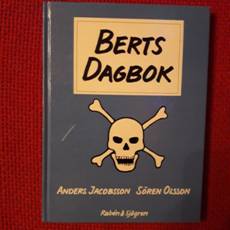 BERTS
DAGBOK
ANDERS JACOBSSON SÖREN OLSSON
Rabén & Sjögren